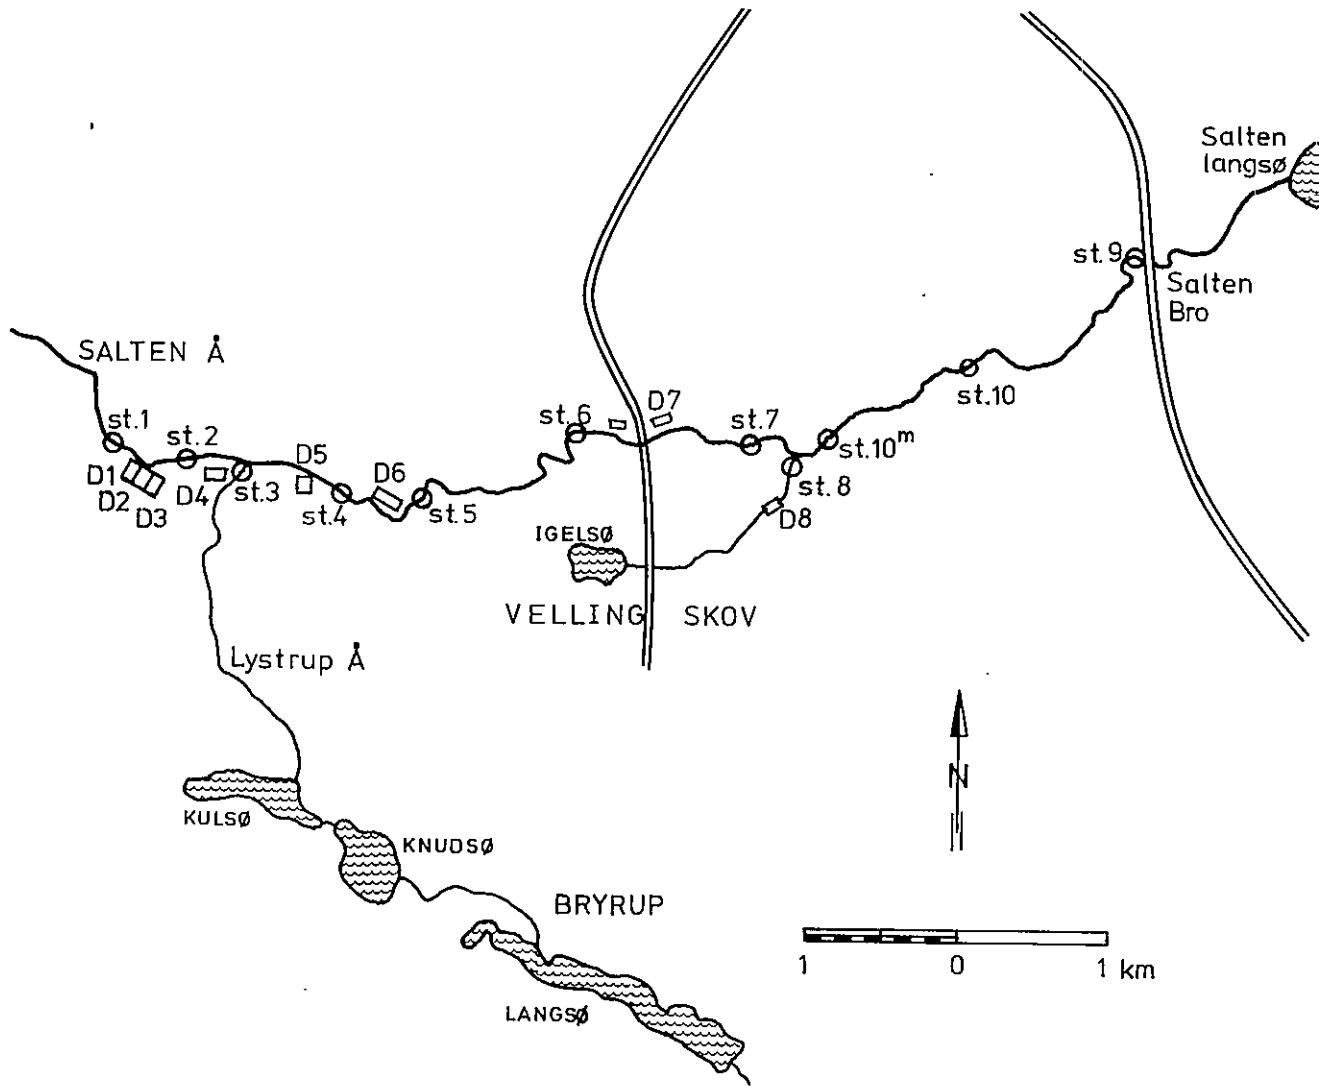 Salten
langsø
st.9
Salten
Bro
SALTEN Å
st.1
st.2
D5
st.6
D7
st.7
st.10
st.10m
D1
D2
D3
D4
st.3
st.4
D6
st.5
st.8
D8
IGELSØ
VELLING SKOV
Lystrup Å
N
KULSØ
KNUDSØ
BRYRUP
LANGSØ
1 0 1 km